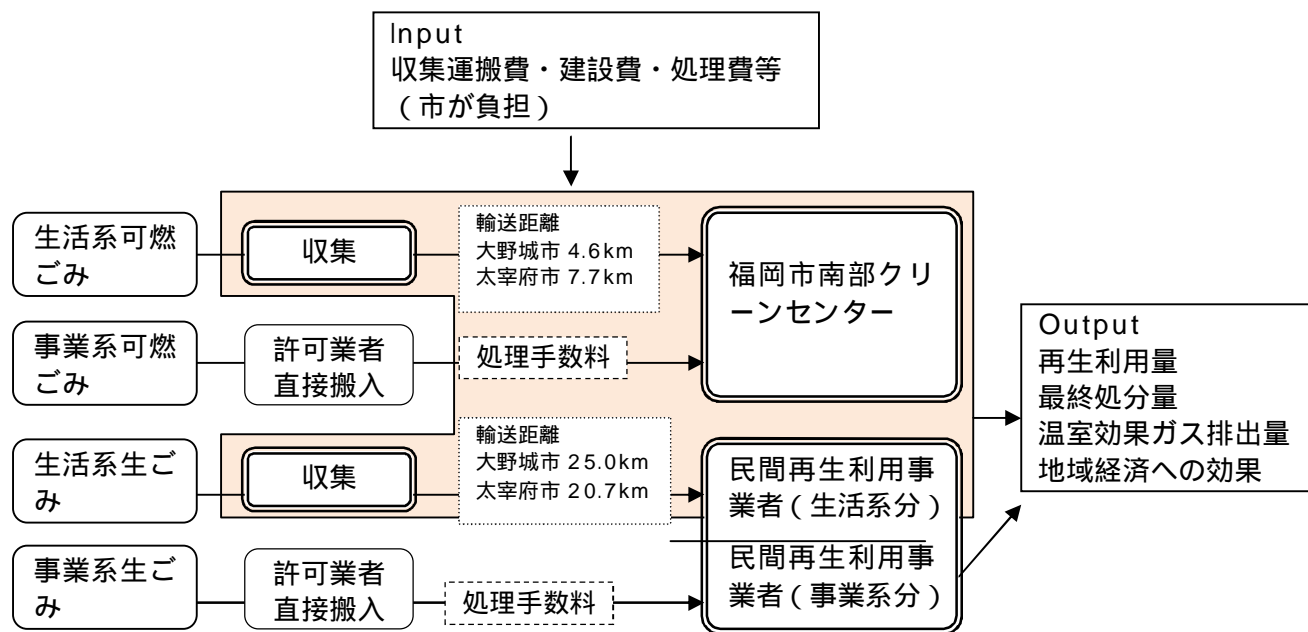 Input
収集運搬費・建設費・処理費等
（市が負担）
生活系可燃
ごみ
収集
輸送距離
大野城市 4.6km
太宰府市 7.7km
福岡市南部クリ
ーンセンター
事業系可燃
ごみ
許可業者
直接搬入
処理手数料
Output
再生利用量
最終処分量
温室効果ガス排出量
地域経済への効果
生活系生ご
み
収集
輸送距離
大野城市 25.0km
太宰府市 20.7km
民間再生利用事
業者（生活系分）
事業系生ご
み
許可業者
直接搬入
処理手数料
民間再生利用事
業者（事業系分）